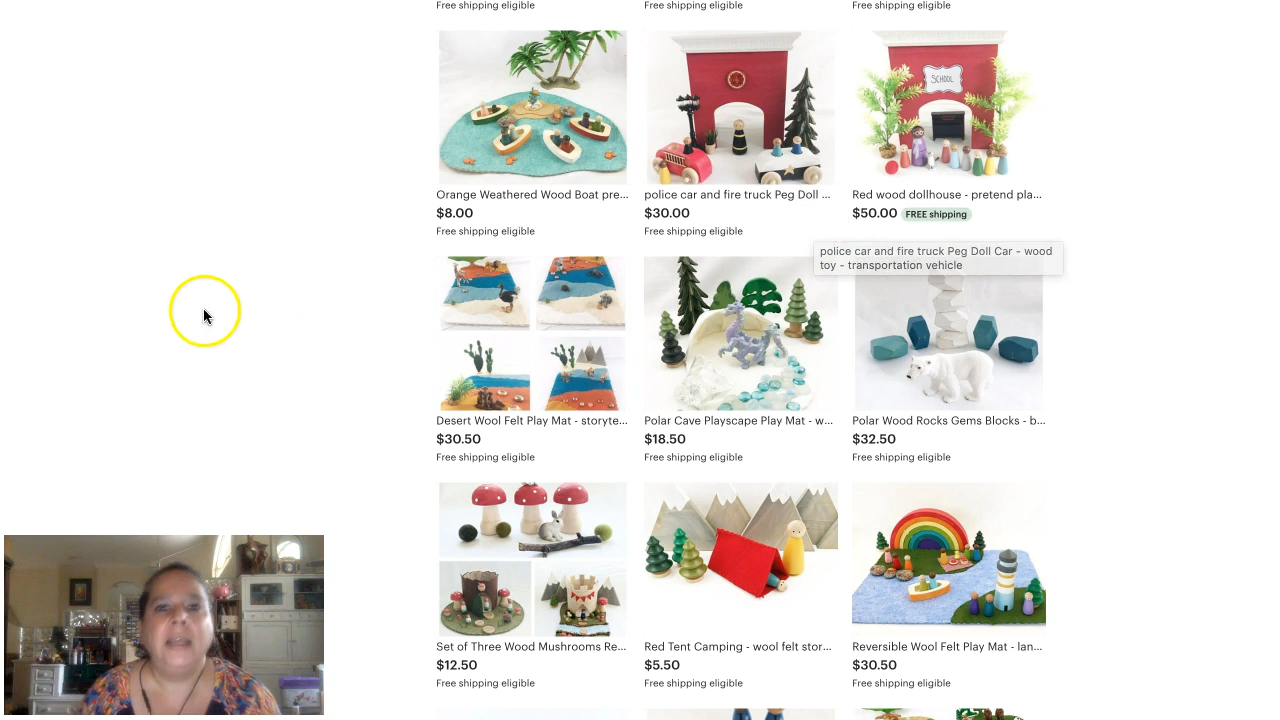 Free shipping eligible
Free shipping eligible
Free shipping eligible
SCHOOL
Orange Weathered Wood Boat pre...
police car and fire truck Peg Doll ...
Red wood dollhouse - pretend pla...
$8.00
$30.00
$50.00 FREE shipping
Free shipping eligible
Free shipping eligible
police car and fire truck Peg Doll Car - wood
toy - transportation vehicle
Desert Wool Felt Play Mat - storyte...
Polar Cave Playscape Play Mat - w...
Polar Wood Rocks Gems Blocks - b...
$30.50
$18.50
$32.50
Free shipping eligible
Free shipping eligible
Free shipping eligible
Set of Three Wood Mushrooms Re...
Red Tent Camping - wool felt stor...
Reversible Wool Felt Play Mat - lan...
$12.50
$5.50
$30.50
Free shipping eligible
Free shipping eligible
Free shipping eligible